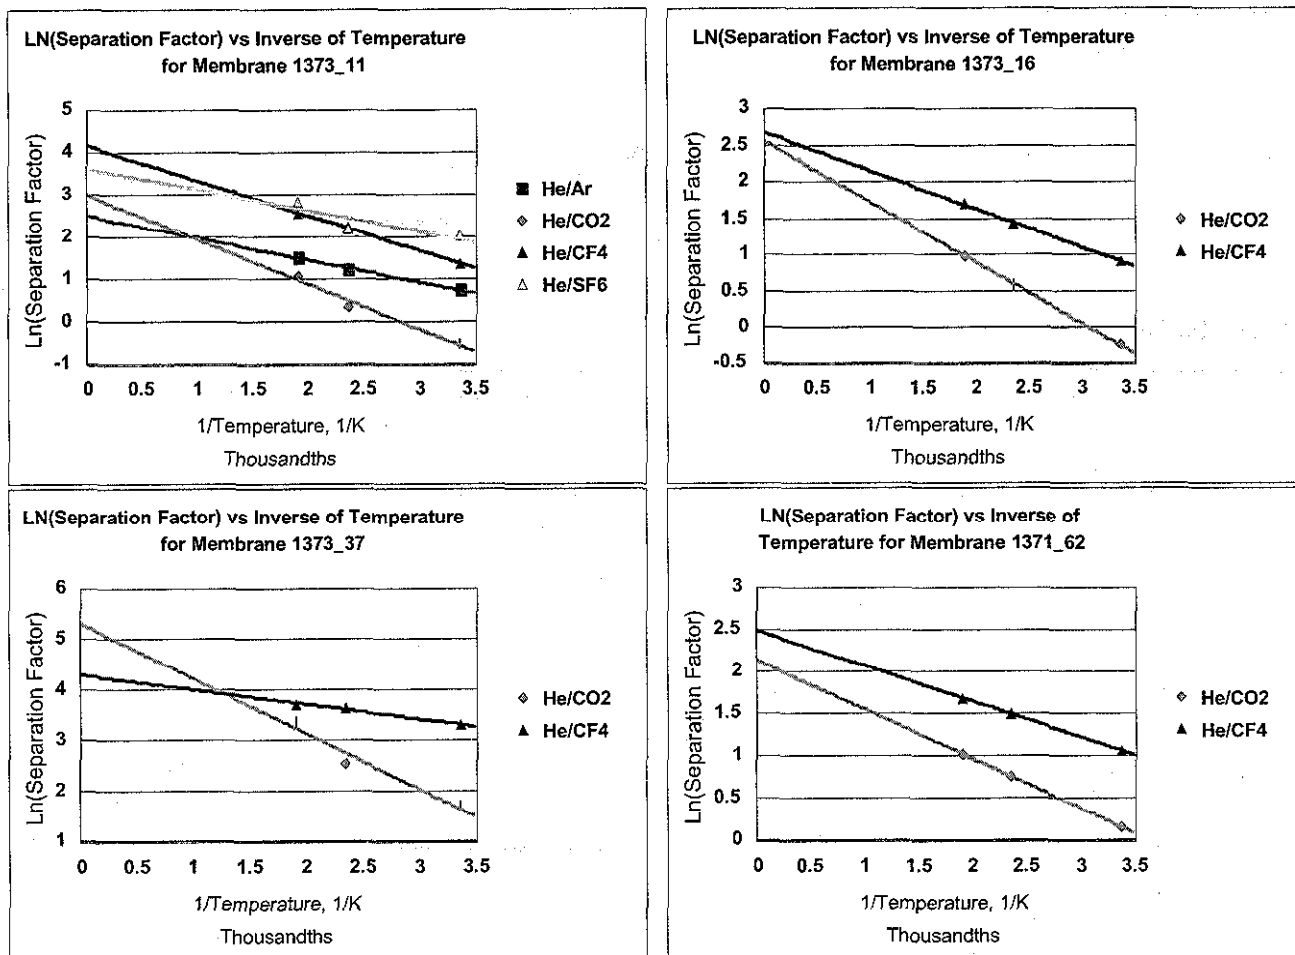 LN(Separation Factor) vs Inverse of Temperature
for Membrane 1373_11
Ln(Separation Factor)
5
4
3
2
1
0
-1
0 0.5 1 1.5 2 2.5 3 3.5
1/Temperature, 1/K
Thousandths
He/Ar
He/CO2
He/CF4
He/SF6
LN(Separation Factor) vs Inverse of Temperature
for Membrane 1373_16
Ln(Separation Factor)
3
2.5
2
1.5
1
0.5
0
-0.5
0 0.5 1 1.5 2 2.5 3 3.5
1/Temperature, 1/K
Thousandths
He/CO2
He/CF4
LN(Separation Factor) vs Inverse of Temperature
for Membrane 1373_37
Ln(Separation Factor)
6
5
4
3
2
1
0 0.5 1 1.5 2 2.5 3 3.5
1/Temperature, 1/K
Thousandths
He/CO2
He/CF4
LN(Separation Factor) vs Inverse of
Temperature for Membrane 1371_62
Ln(Separation Factor)
3
2.5
2
1.5
1
0.5
0
0 0.5 1 1.5 2 2.5 3 3.5
1/Temperature, 1/K
Thousandths
He/CO2
He/CF4